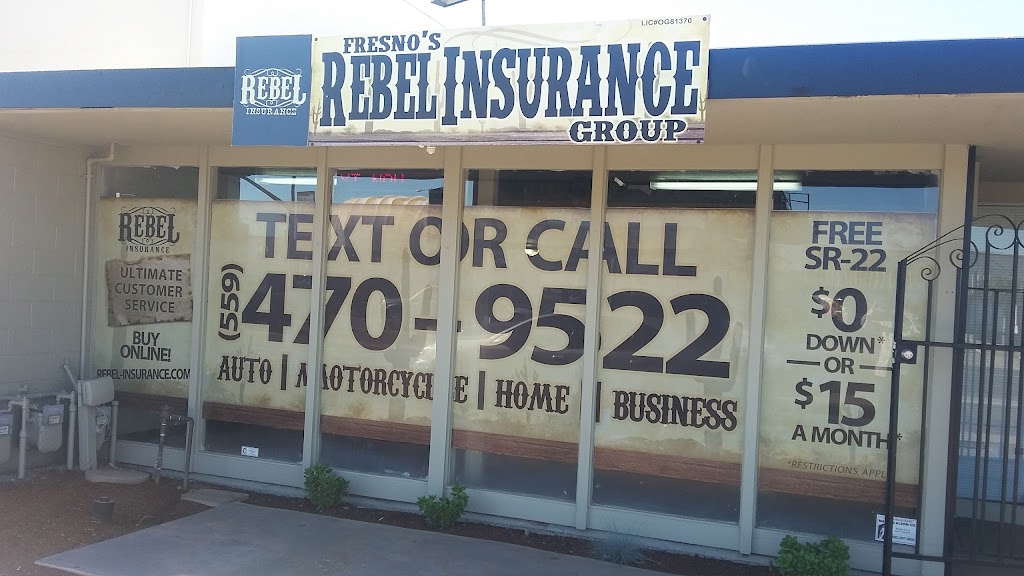 LIC#OG81370
FRESNO'S
REBEL INSURANCE
GROUP
REBEL
INSURANCE
REBEL
INSURANCE
ULTIMATE
CUSTOMER
SERVICE
BUY
ONLINE!
REBEL-INSURANCE.COM
TEXT OR CALL
(559) 470-9522
AUTO | MOTORCYCLE | HOME | BUSINESS
FREE
SR-22
$0
DOWN*
OR
$15
A MONTH*
*RESTRICTIONS APPLY